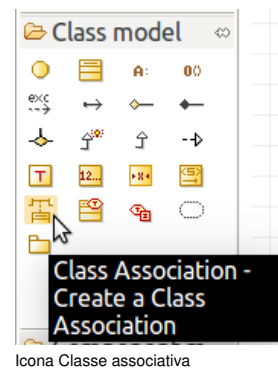 Class model
A:
O()
exc
T
12...
<S>
Class Association -
Create a Class
Association
Icona Classe associativa